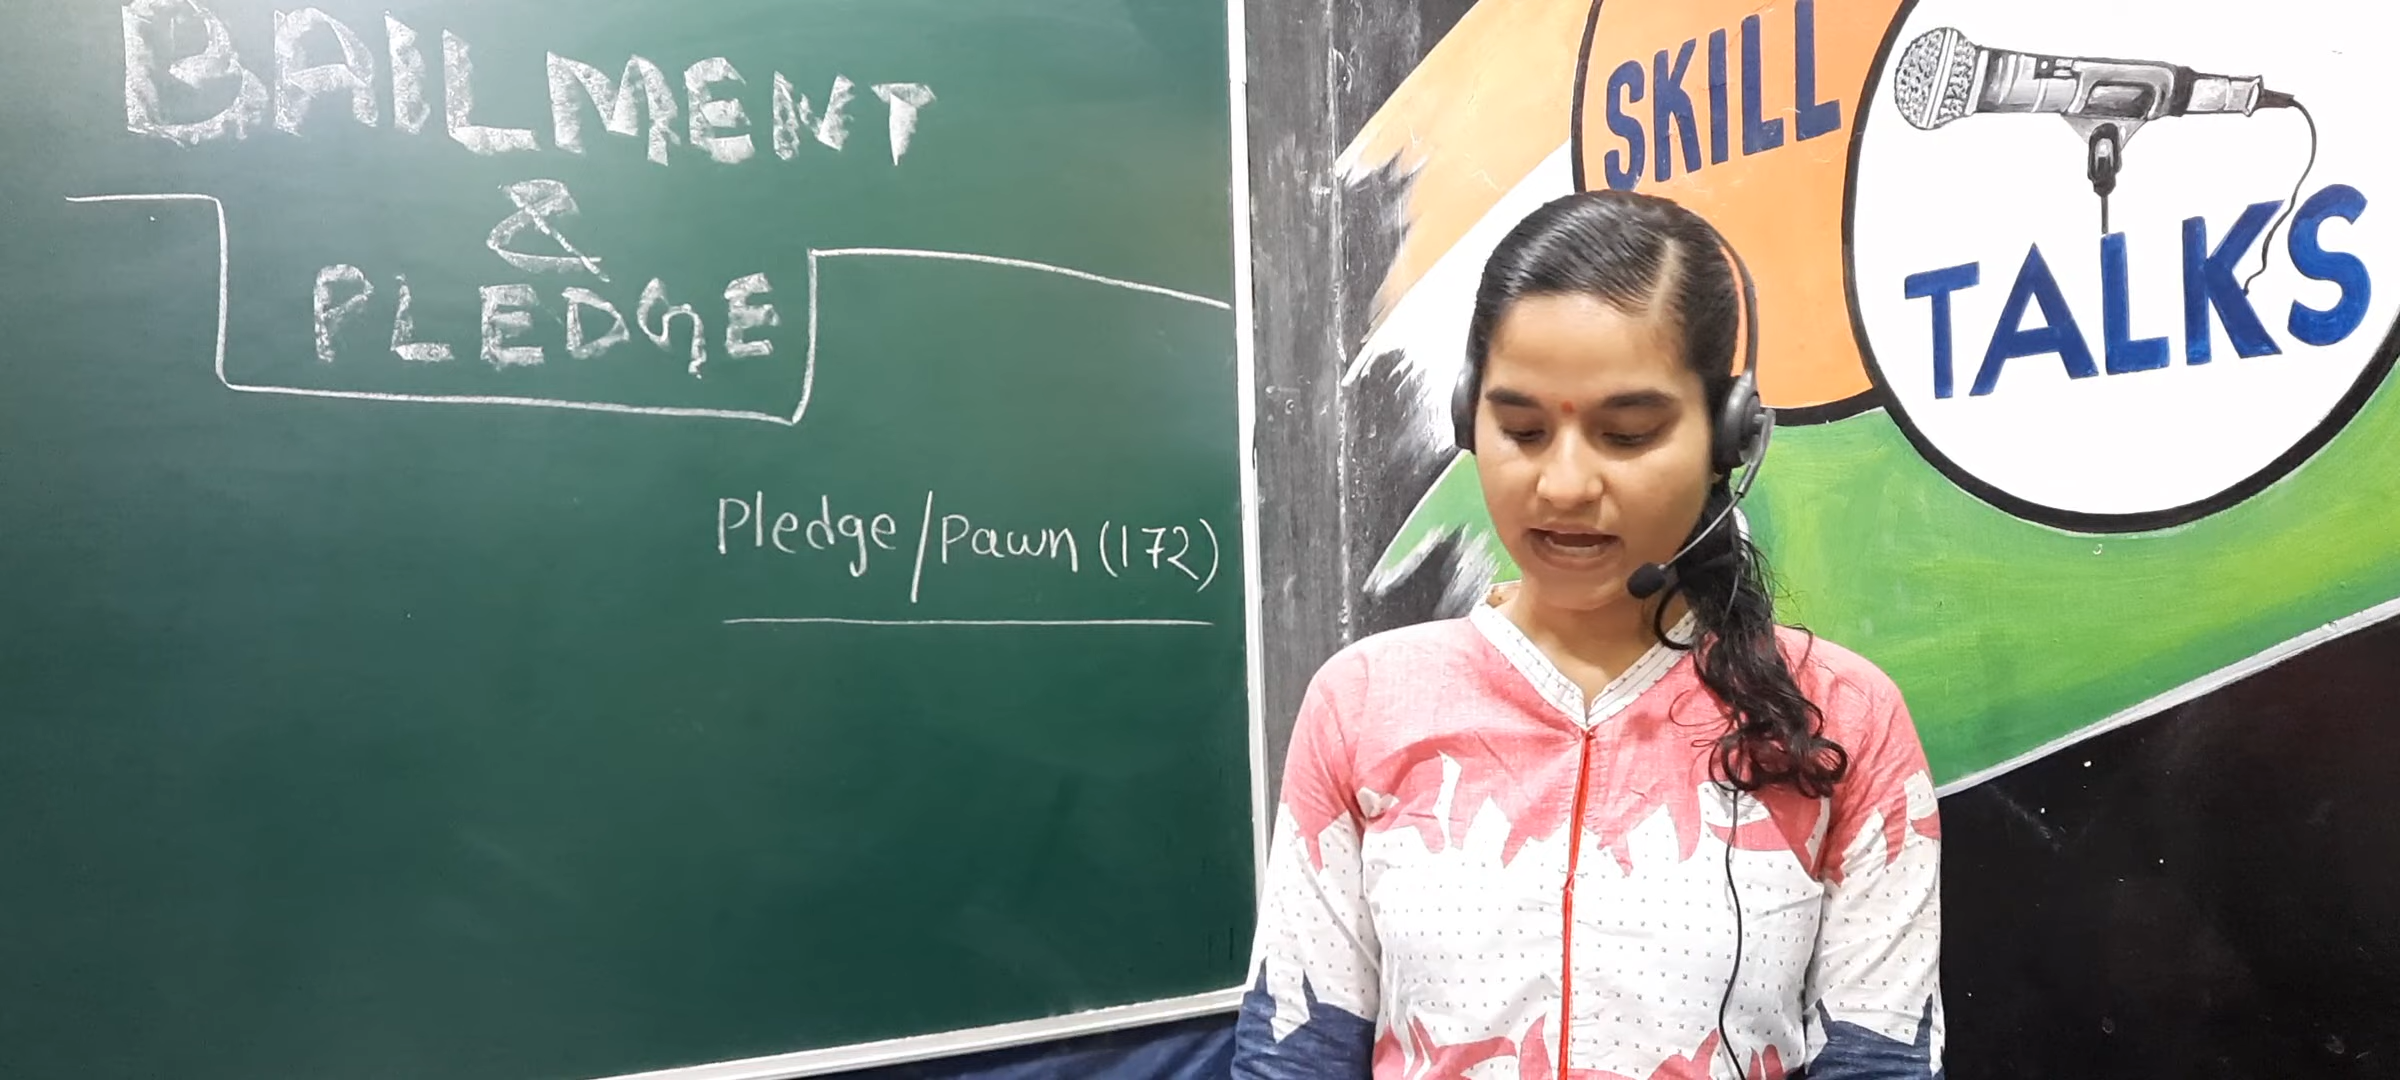 BAILMENT
&
PLEDGE
Pledge/Pawn (172)
SKILL
TALKS